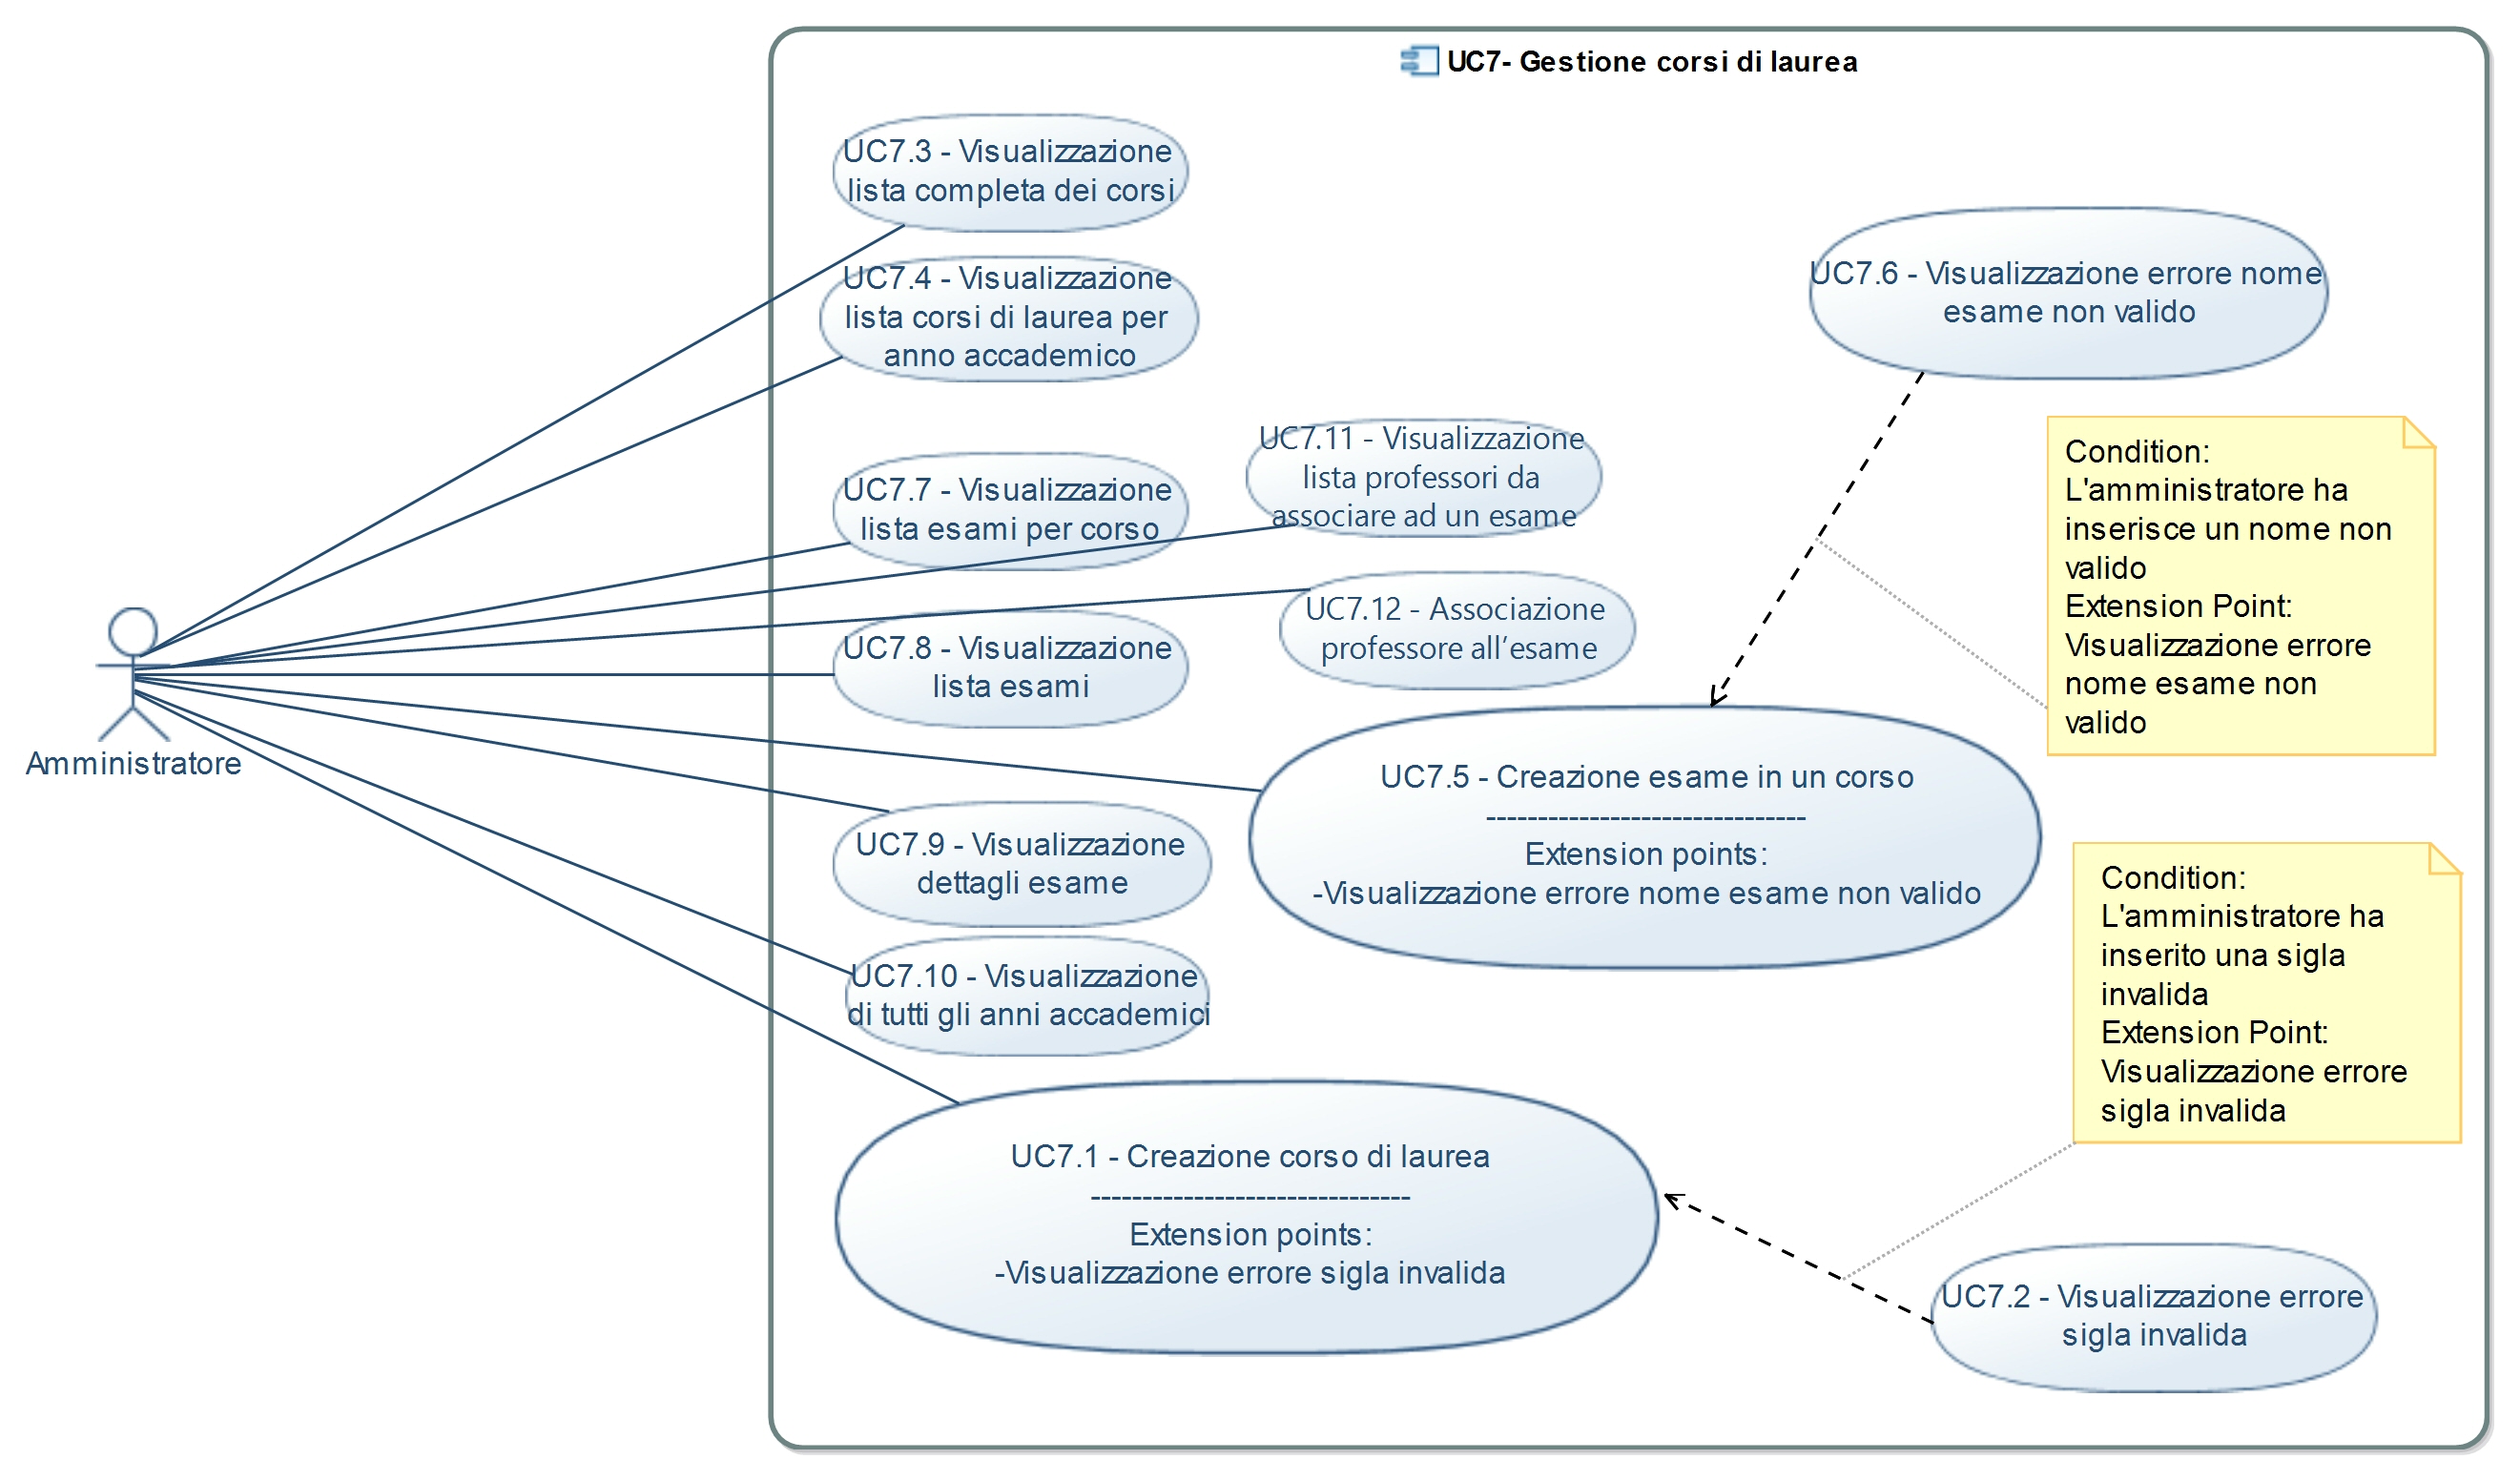 UC7- Gestione corsi di laurea
UC7.3 - Visualizzazione
lista completa dei corsi
UC7.4 - Visualizzazione
lista corsi di laurea per
anno accademico
UC7.6 - Visualizzazione errore nome
esame non valido
UC7.7 - Visualizzazione
lista esami per corso
UC7.11 - Visualizzazione
lista professori da
associare ad un esame
Condition:
L'amministratore ha
inserisce un nome non
valido
Extension Point:
Visualizzazione errore
nome esame non
valido
UC7.12 - Associazione
professore all’esame
UC7.8 - Visualizzazione
lista esami
Amministratore
UC7.5 - Creazione esame in un corso
-------------------------------
Extension points:
-Visualizzazione errore nome esame non valido
UC7.9 - Visualizzazione
dettagli esame
UC7.10 - Visualizzazione
di tutti gli anni accademici
Condition:
L'amministratore ha
inserito una sigla
invalida
Extension Point:
Visualizzazione errore
sigla invalida
UC7.1 - Creazione corso di laurea
-------------------------------
Extension points:
-Visualizzazione errore sigla invalida
UC7.2 - Visualizzazione errore
sigla invalida